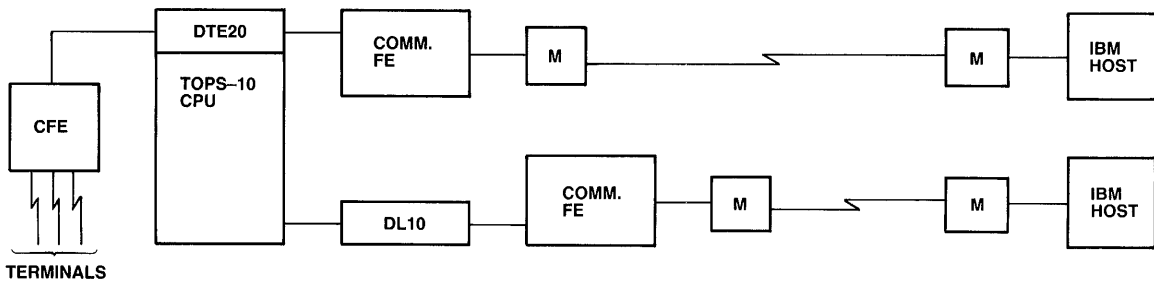 DTE20
TOPS–10
CPU
COMM.
FE
M
M
IBM
HOST
CFE
TERMINALS
DL10
COMM.
FE
M
M
IBM
HOST